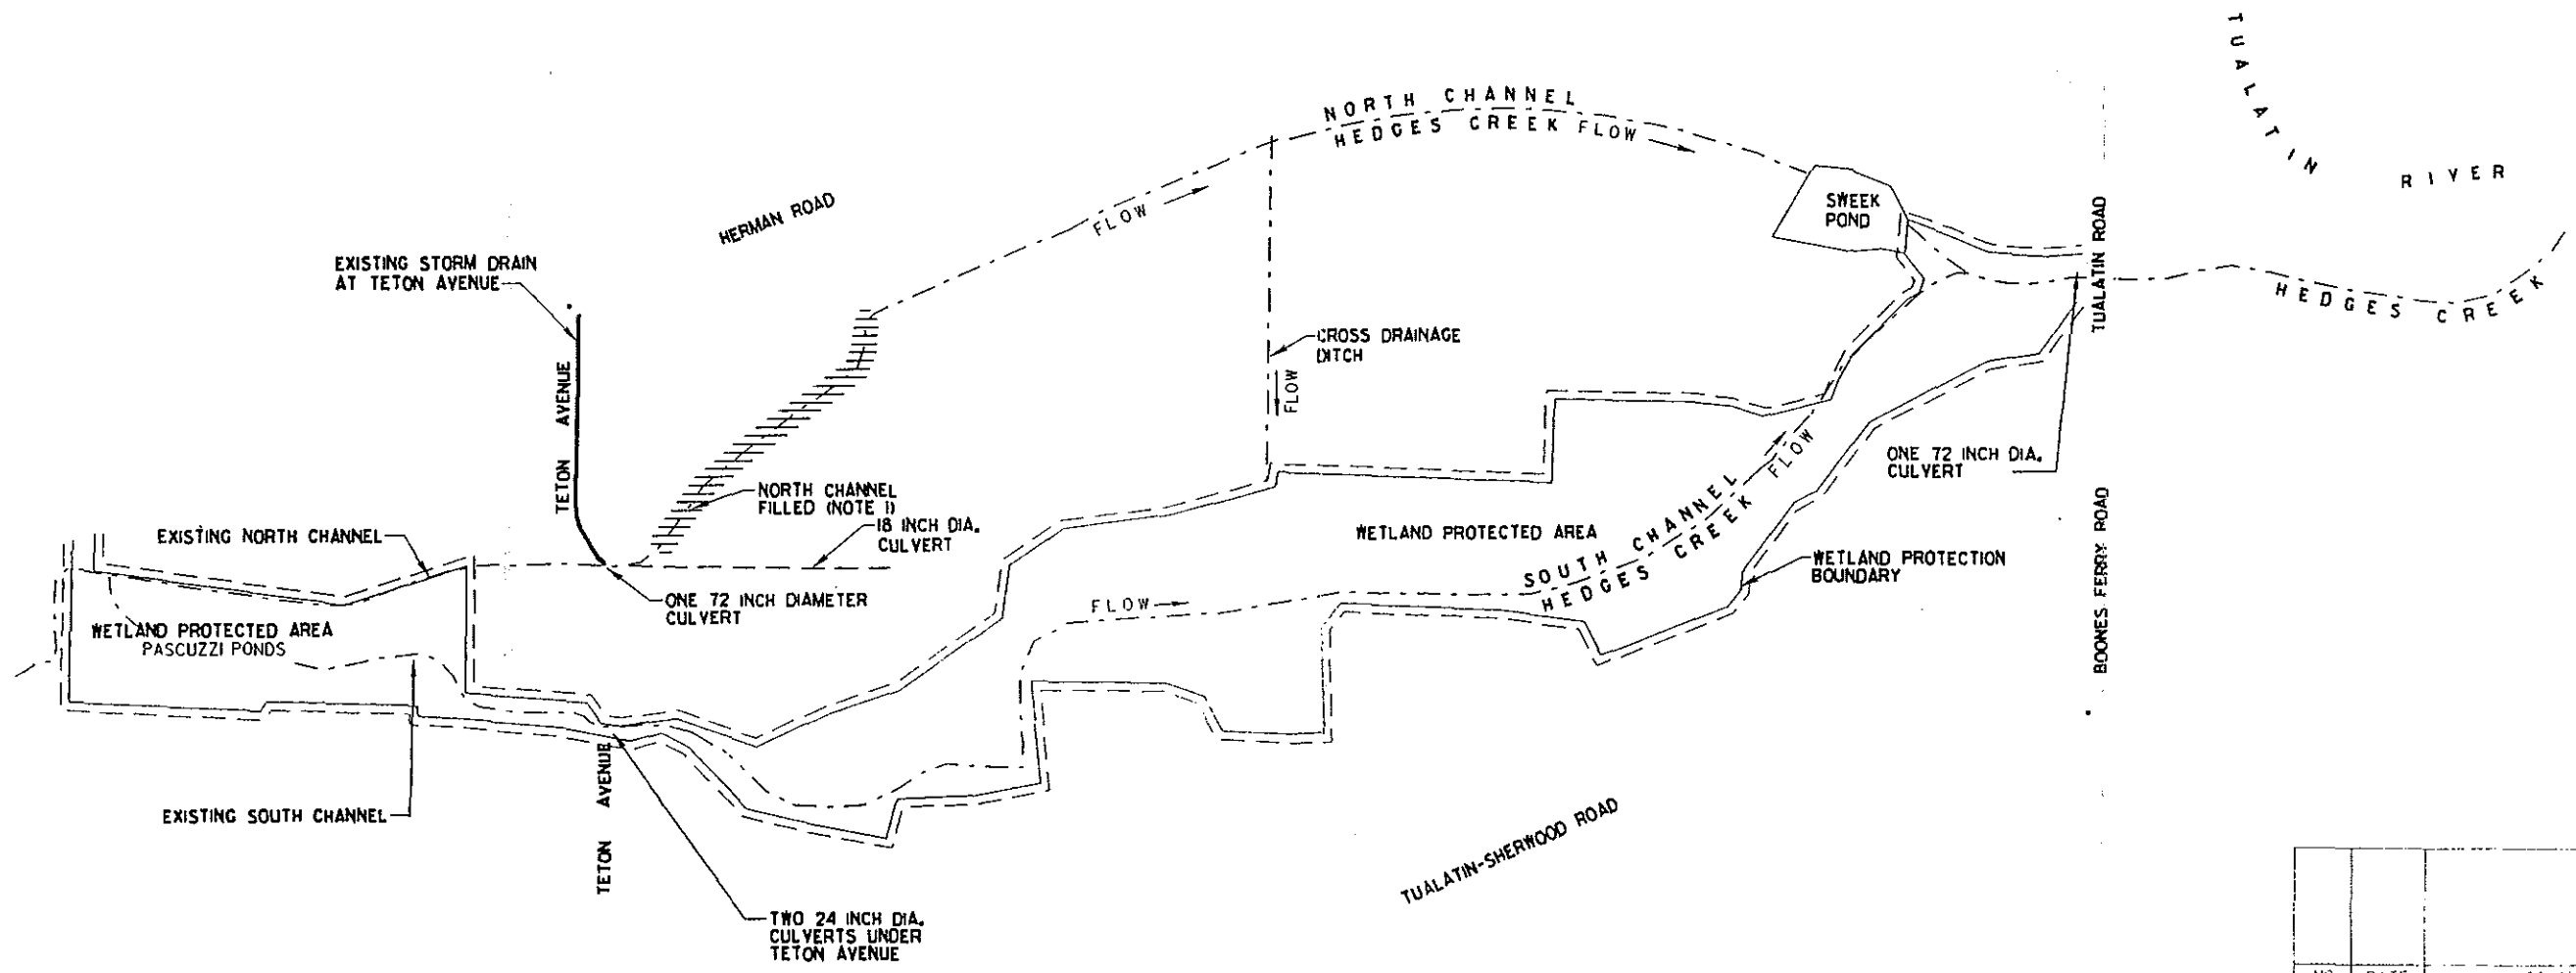 TUALATIN RIVER
NORTH CHANNEL
HEDGES CREEK FLOW
HERMAN ROAD
FLOW
SWEEK
POND
TUALATIN ROAD
EXISTING STORM DRAIN
AT TETON AVENUE
HEDGES CREEK
CROSS DRAINAGE
DITCH
FLOW
TETON AVENUE
ONE 72 INCH DIA.
CULVERT
NORTH CHANNEL
FILLED (NOTE 1)
18 INCH DIA.
CULVERT
EXISTING NORTH CHANNEL
WETLAND PROTECTED AREA
SOUTH CHANNEL
HEDGES CREEK FLOW
WETLAND PROTECTION
BOUNDARY
BOONES FERRY ROAD
ONE 72 INCH DIAMETER
CULVERT
FLOW
WETLAND PROTECTED AREA
PASCUZZI PONDS
EXISTING SOUTH CHANNEL
TETON AVENUE
TUALATIN-SHERWOOD ROAD
TWO 24 INCH DIA.
CULVERTS UNDER
TETON AVENUE